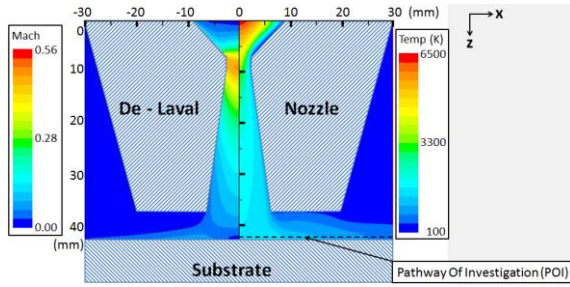 -30 -20 -10 0 10 20 30 (mm)
Mach
0.56
0.28
0.00
0
10
20
30
40
(mm)
De - Laval
Nozzle
Temp (K)
6500
3300
100
X
Z
Substrate
Pathway Of Investigation (POI)